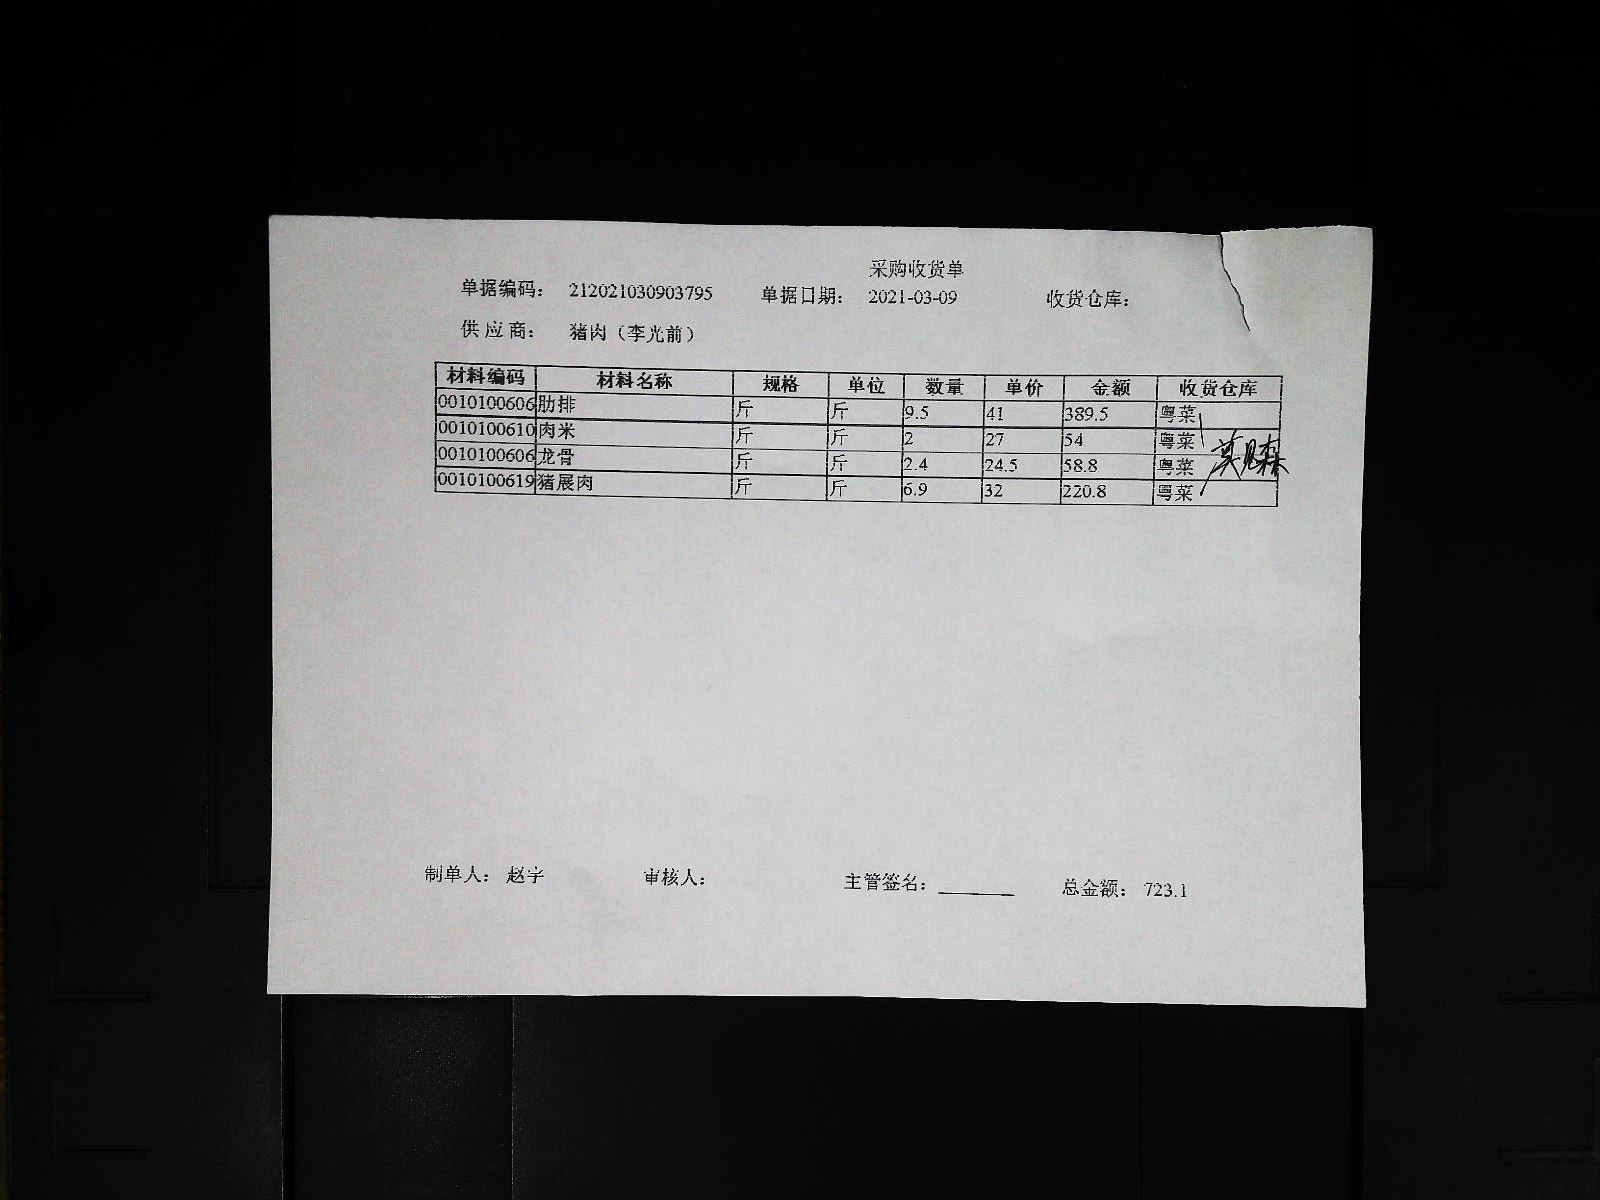 采购收货单
单据编码： 212021030903795 单据日期： 2021-03-09 收货仓库：
供应商： 猪肉（李光前）
材料编码 材料名称 规格 单位 数量 单价 金额 收货仓库
0010100606 肋排 斤 斤 9.5 41 389.5 粤菜
0010100610 肉米 斤 斤 2 27 54 粤菜
0010100606 龙骨 斤 斤 2.4 24.5 58.8 粤菜
0010100619 猪展肉 斤 斤 6.9 32 220.8 粤菜
制单人： 赵宇 审核人： 主管签名： 总金额： 723.1